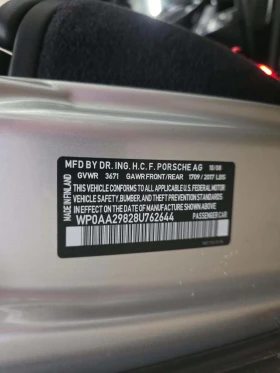 MFD BY DR. ING. H.C. F. PORSCHE AG 10/08
GVWR 3671 GAWR FRONT/REAR 1709 / 2017 LBS
THIS VEHICLE CONFORMS TO ALL APPLICABLE U.S. FEDERAL MOTOR
VEHICLE SAFETY, BUMPER, AND THEFT PREVENTION STANDARDS
IN EFFECT ON THE DATE OF MANUFACTURE SHOWN ABOVE.
WP0AA29828U762644 PASSENGER CAR
MADE IN FINLAND